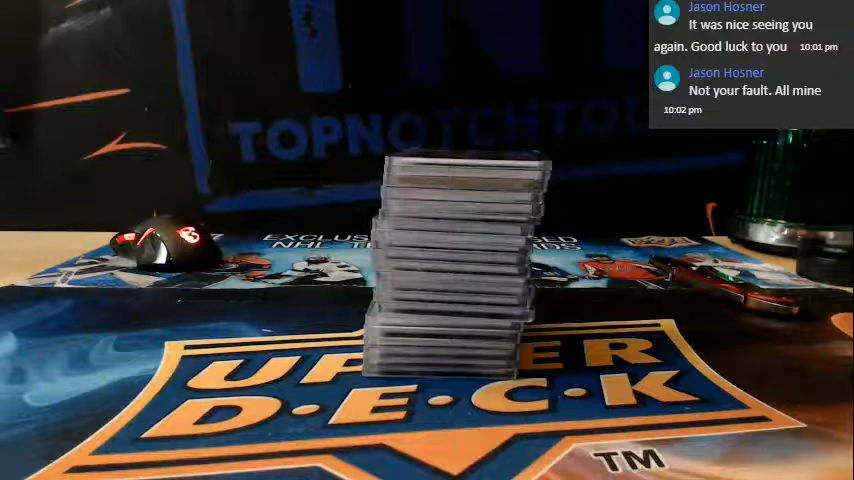 Jason Hosner
It was nice seeing you
again. Good luck to you 10:01 pm
Jason Hosner
Not your fault. All mine
10:02 pm
TOPNOTCHTOU
NHL
UPPER
D·E·C·K
TM